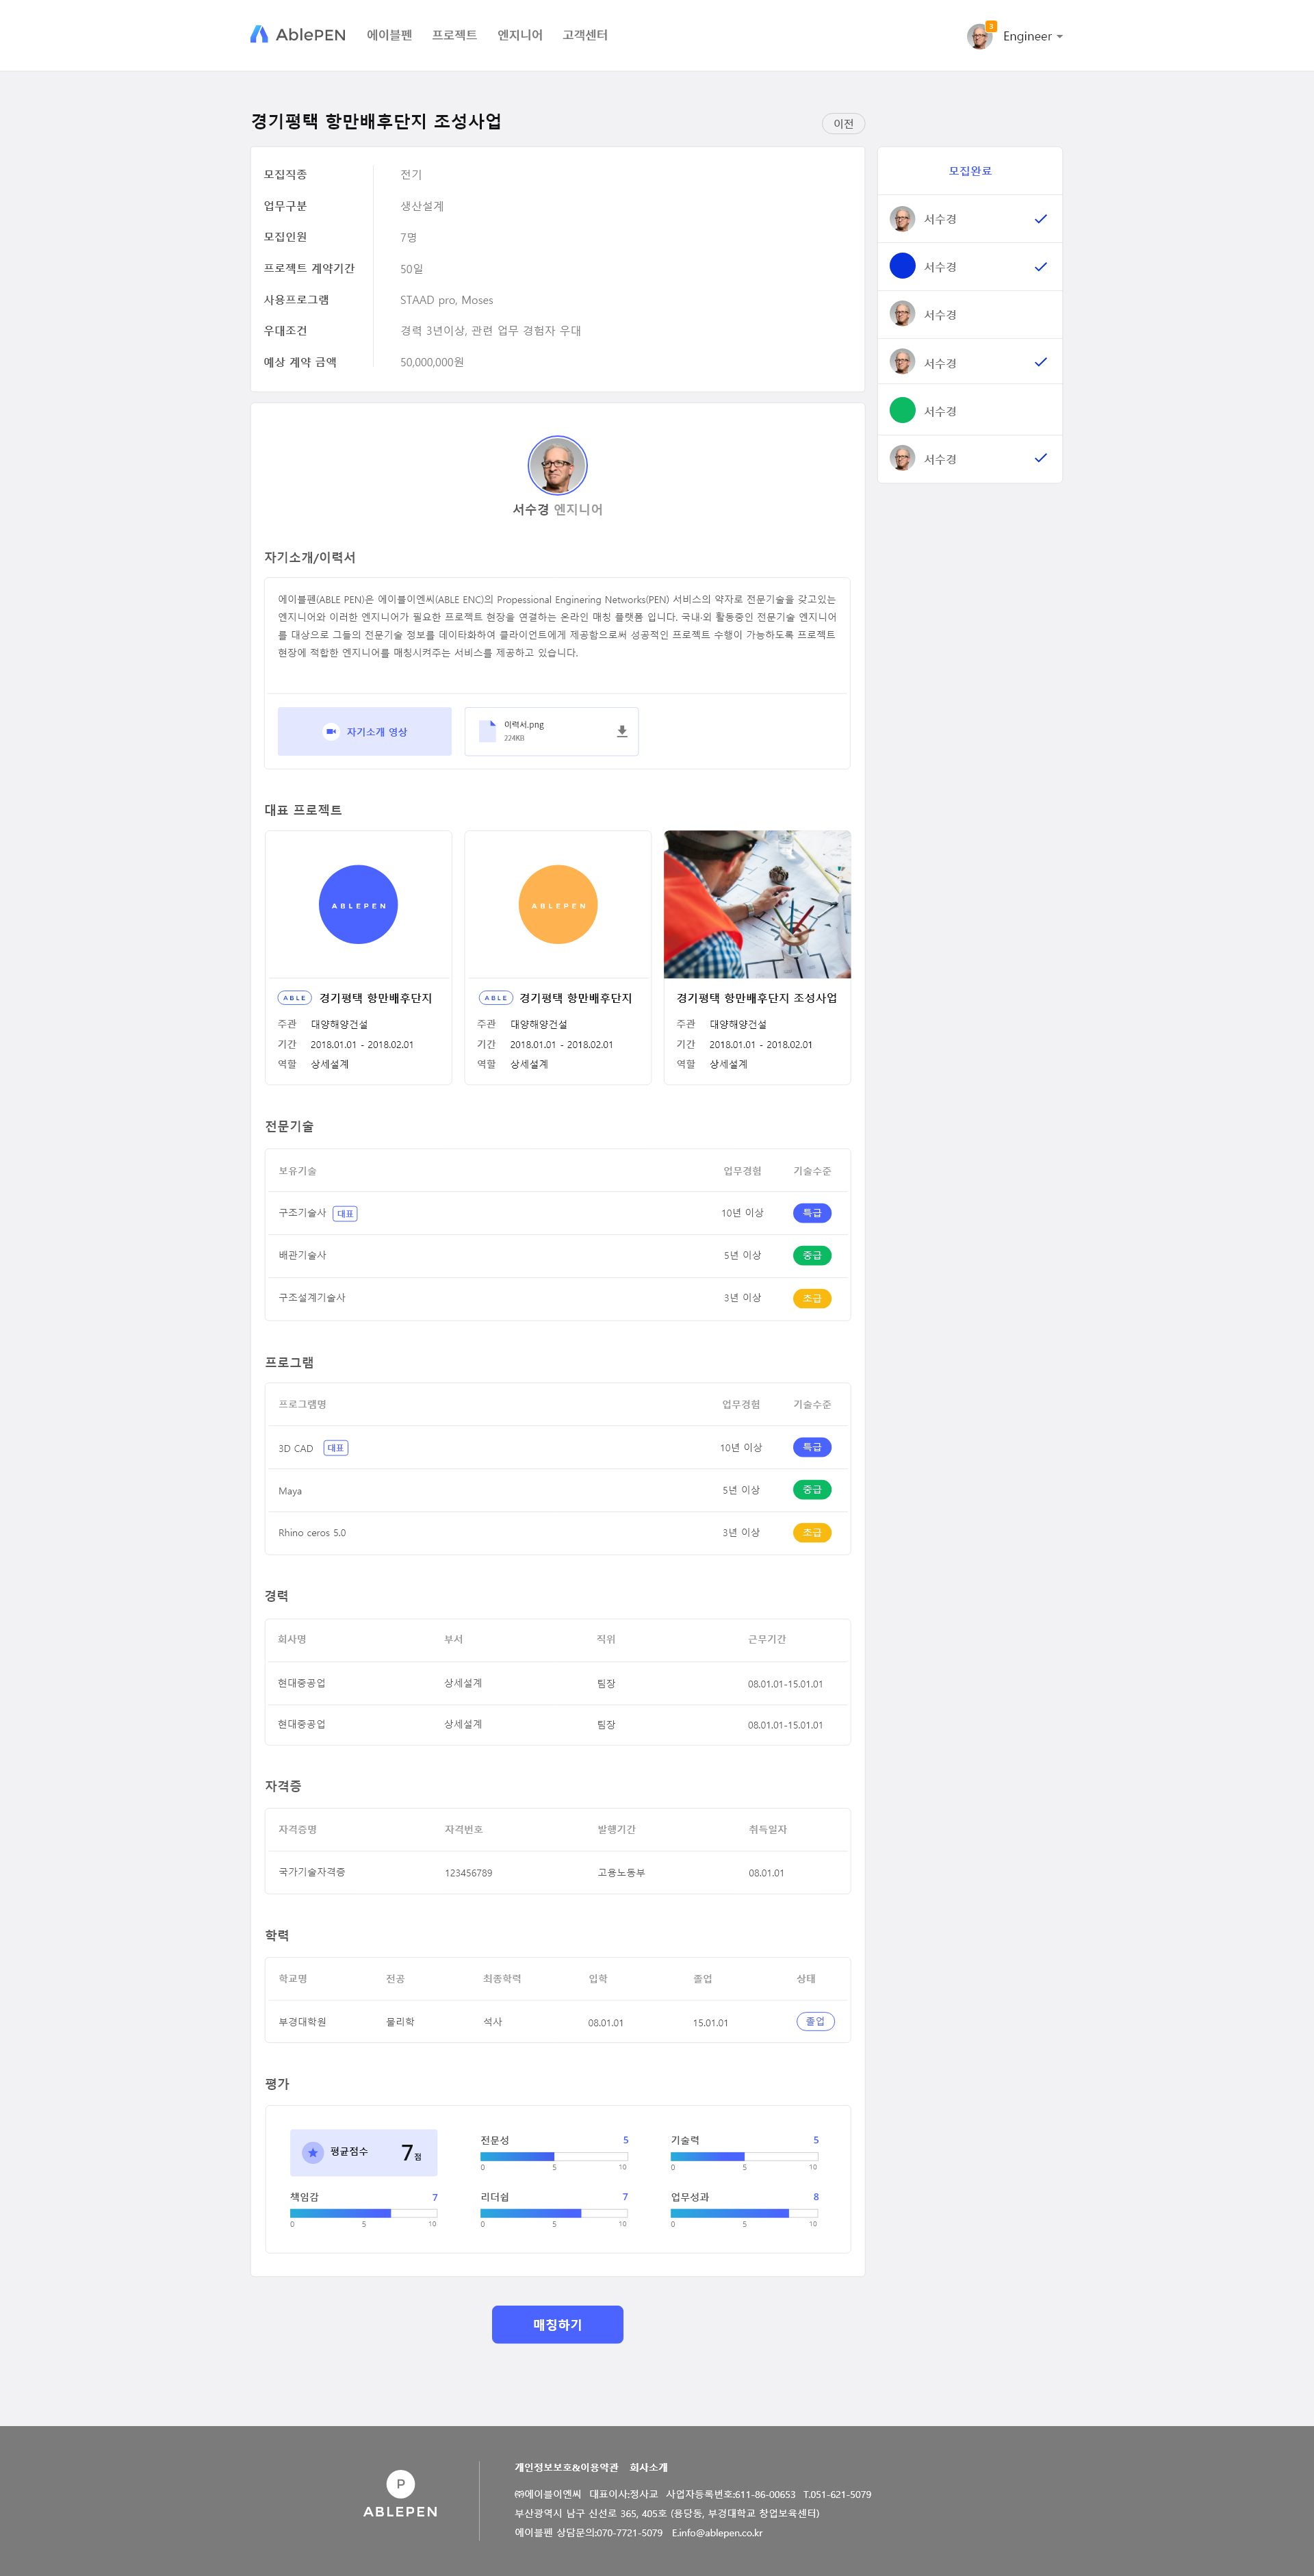 AblePEN 에이블펜 프로젝트 엔지니어 고객센터 3 Engineer
경기평택 항만배후단지 조성사업 이전
모집직종 전기
업무구분 생산설계
모집인원 7명
프로젝트 계약기간 50일
사용프로그램 STAAD pro, Moses
우대조건 경력 3년이상, 관련 업무 경험자 우대
예상 계약 금액 50,000,000원
모집완료
서수경
서수경
서수경
서수경
서수경
서수경
서수경 엔지니어
자기소개/이력서
에이블펜(ABLE PEN)은 에이블이엔씨(ABLE ENC)의 Propessional Enginering Networks(PEN) 서비스의 약자로 전문기술을 갖고있는
엔지니어와 이러한 엔지니어가 필요한 프로젝트 현장을 연결하는 온라인 매칭 플랫폼 입니다. 국내·외 활동중인 전문기술 엔지니어
를 대상으로 그들의 전문기술 정보를 데이타화하여 클라이언트에게 제공함으로써 성공적인 프로젝트 수행이 가능하도록 프로젝트
현장에 적합한 엔지니어를 매칭시켜주는 서비스를 제공하고 있습니다.
자기소개 영상
이력서.png
224KB
대표 프로젝트
ABLEPEN
ABLE 경기평택 항만배후단지
주관 대양해양건설
기간 2018.01.01 - 2018.02.01
역할 상세설계
ABLEPEN
ABLE 경기평택 항만배후단지
주관 대양해양건설
기간 2018.01.01 - 2018.02.01
역할 상세설계
경기평택 항만배후단지 조성사업
주관 대양해양건설
기간 2018.01.01 - 2018.02.01
역할 상세설계
전문기술
보유기술 업무경험 기술수준
구조기술사 대표 10년 이상 특급
배관기술사 5년 이상 중급
구조설계기술사 3년 이상 초급
프로그램
프로그램명 업무경험 기술수준
3D CAD 대표 10년 이상 특급
Maya 5년 이상 중급
Rhino ceros 5.0 3년 이상 초급
경력
회사명 부서 직위 근무기간
현대중공업 상세설계 팀장 08.01.01-15.01.01
현대중공업 상세설계 팀장 08.01.01-15.01.01
자격증
자격증명 자격번호 발행기간 취득일자
국가기술자격증 123456789 고용노동부 08.01.01
학력
학교명 전공 최종학력 입학 졸업 상태
부경대학원 물리학 석사 08.01.01 15.01.01 졸업
평가
평균점수 7점
전문성 5
0 5 10
기술력 5
0 5 10
책임감 7
0 5 10
리더쉽 7
0 5 10
업무성과 8
0 5 10
매칭하기
P
ABLEPEN
개인정보보호&이용약관 회사소개
㈜에이블이엔씨 대표이사:정사교 사업자등록번호:611-86-00653 T.051-621-5079
부산광역시 남구 신선로 365, 405호 (용당동, 부경대학교 창업보육센터)
에이블펜 상담문의:070-7721-5079 E.info@ablepen.co.kr